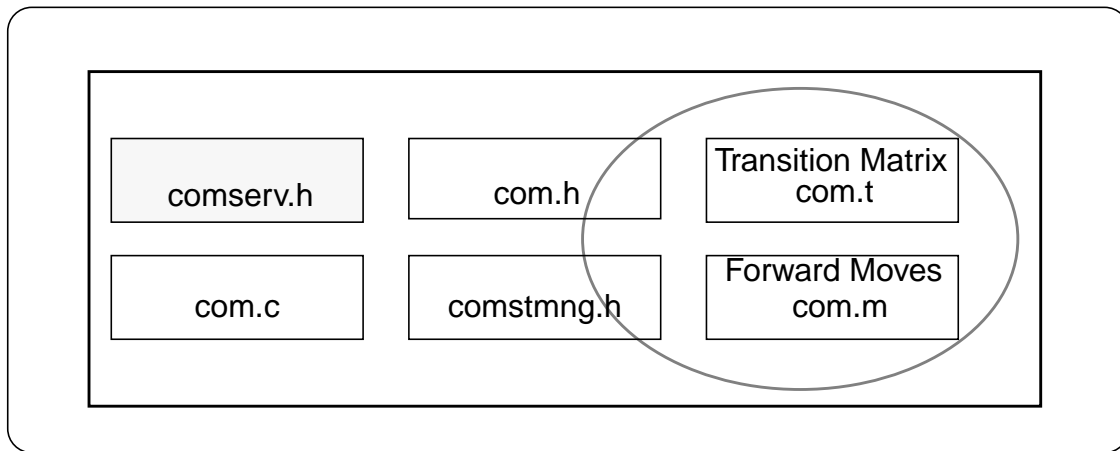 comserv.h
com.h
Transition Matrix
com.t
com.c
comstmng.h
Forward Moves
com.m